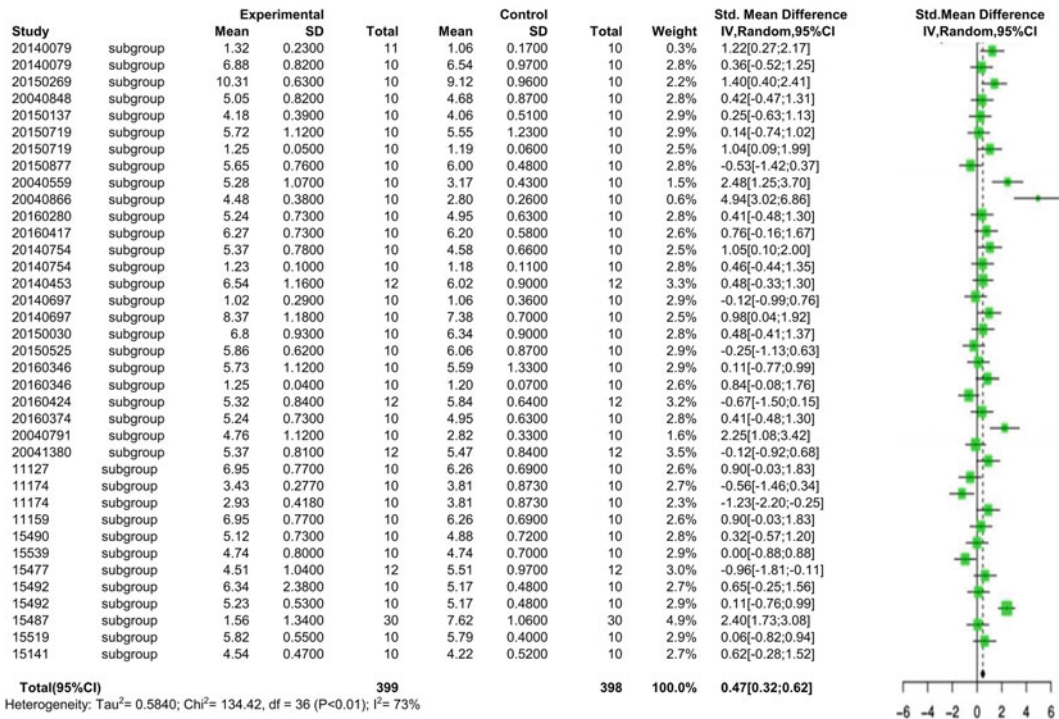 Experimental Control Std. Mean Difference Std.Mean Difference
Study Mean SD Total Mean SD Total Weight IV,Random,95%CI IV,Random,95%CI
20140079 subgroup 1.32 0.2300 11 1.06 0.1700 10 0.3% 1.22[0.27;2.17]
20140079 subgroup 6.88 0.8200 10 6.54 0.9700 10 2.8% 0.36[-0.52;1.25]
20150269 subgroup 10.31 0.6300 10 9.12 0.9600 10 2.2% 1.40[0.40;2.41]
20040848 subgroup 5.05 0.8200 10 4.68 0.8700 10 2.8% 0.42[-0.47;1.31]
20150137 subgroup 4.18 0.3900 10 4.06 0.5100 10 2.9% 0.25[-0.63;1.13]
20150719 subgroup 5.72 1.1200 10 5.55 1.2300 10 2.8% 0.14[-0.74;1.02]
20150719 subgroup 1.25 0.0500 10 1.19 0.0600 10 2.5% 1.04[0.09;1.99]
20150877 subgroup 5.65 0.7600 10 6.00 0.4800 10 2.8% -0.53[-1.42;0.37]
20040559 subgroup 5.28 1.0700 10 3.17 0.4300 10 1.5% 2.48[1.25;3.70]
20040866 subgroup 4.48 0.3800 10 2.80 0.2600 10 0.6% 4.94[3.02;6.86]
20160280 subgroup 5.24 0.7300 10 4.95 0.6300 10 2.8% 0.41[-0.48;1.30]
20160417 subgroup 6.27 0.7300 10 6.20 0.5800 10 2.8% 0.76[-0.16;1.67]
20140754 subgroup 5.37 0.7800 10 4.58 0.6600 10 2.5% 1.05[0.10;2.00]
20140754 subgroup 1.23 0.1000 10 1.18 0.1100 10 2.8% 0.46[-0.44;1.35]
20140453 subgroup 6.54 1.1600 12 6.02 0.9000 12 3.3% 0.48[-0.33;1.30]
20140697 subgroup 1.02 0.2900 10 1.06 0.3600 10 2.9% -0.12[-0.99;0.76]
20140697 subgroup 8.37 1.1800 10 7.38 0.7000 10 2.5% 0.98[0.04;1.92]
20150030 subgroup 6.8 0.9300 10 6.34 0.9000 10 2.8% 0.48[-0.41;1.37]
20150525 subgroup 5.86 0.6200 10 6.06 0.8700 10 2.9% -0.25[-1.13;0.63]
20160346 subgroup 5.73 1.1200 10 5.59 1.3300 10 2.9% 0.11[-0.77;0.99]
20160346 subgroup 1.25 0.0400 10 1.20 0.0700 10 2.6% 0.84[-0.08;1.76]
20160424 subgroup 5.32 0.8400 12 5.84 0.6400 12 3.2% -0.67[-1.50;0.15]
20160374 subgroup 5.24 0.7300 10 4.95 0.6300 10 2.8% 0.41[-0.48;1.30]
20040791 subgroup 4.76 1.1200 10 2.82 0.3300 10 1.6% 2.25[1.08;3.42]
20041380 subgroup 5.37 0.8100 12 5.47 0.8400 12 3.5% -0.12[-0.92;0.68]
11127 subgroup 6.95 0.7700 10 6.26 0.6900 10 2.6% 0.90[-0.03;1.83]
11174 subgroup 3.43 0.2770 10 3.81 0.8730 10 2.7% -0.56[-1.46;0.34]
11174 subgroup 2.93 0.4180 10 3.81 0.8730 10 2.3% -1.23[-2.20;-0.25]
11159 subgroup 6.95 0.7700 10 6.26 0.6900 10 2.6% 0.90[-0.03;1.83]
15490 subgroup 5.12 0.7300 10 4.88 0.7200 10 2.8% 0.32[-0.57;1.20]
15539 subgroup 4.74 0.8000 10 4.74 0.7000 10 2.9% 0.00[-0.88;0.88]
15477 subgroup 4.51 1.0400 12 5.51 0.9700 12 3.0% -0.96[-1.81;-0.11]
15492 subgroup 6.34 2.3800 10 5.17 0.4800 10 2.7% 0.65[-0.25;1.56]
15492 subgroup 5.23 0.5300 10 5.17 0.4800 10 2.9% 0.11[-0.76;0.99]
15487 subgroup 1.56 1.3400 30 7.62 1.0600 30 4.9% 2.40[1.73;3.08]
15519 subgroup 5.82 0.5500 10 5.79 0.4000 10 2.9% 0.06[-0.82;0.94]
15141 subgroup 4.54 0.4700 10 4.22 0.5200 10 2.7% 0.62[-0.28;1.52]
Total(95%CI) 399 398 100.0% 0.47[0.32;0.62]
Heterogeneity: Tau²= 0.5840; Chi²= 134.42, df = 36 (P<0.01); I²= 73%
-6 -4 -2 0 2 4 6